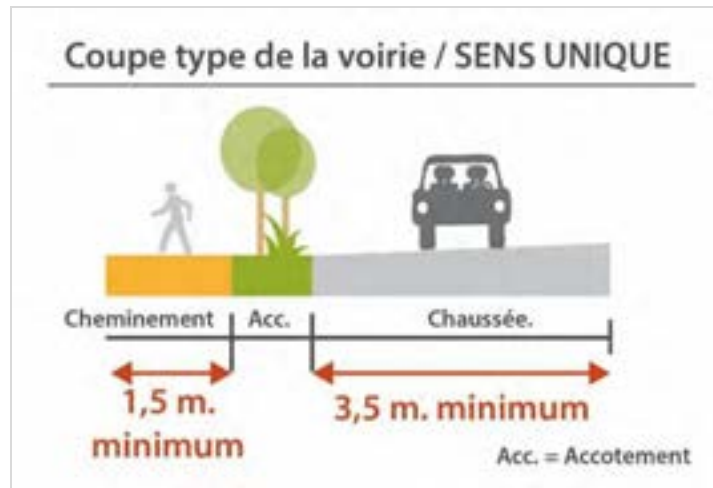 Coupe type de la voirie / SENS UNIQUE
Cheminement Acc. Chaussée.
1,5 m. minimum
3,5 m. minimum
Acc. = Accotement